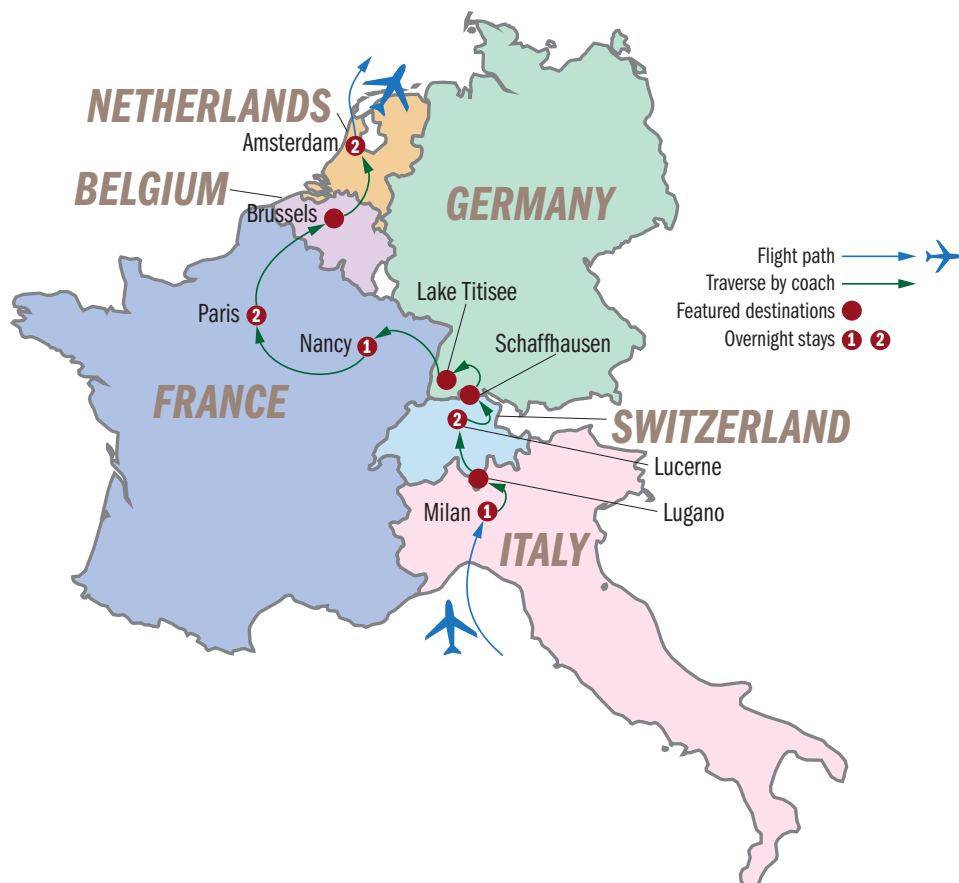 NETHERLANDS
Amsterdam 2
BELGIUM
Brussels
GERMANY
Flight path
Traverse by coach
Featured destinations
Overnight stays 1 2
Lake Titisee
Paris 2
Nancy 1
Schaffhausen
FRANCE
SWITZERLAND
2
Lucerne
Milan 1
Lugano
ITALY